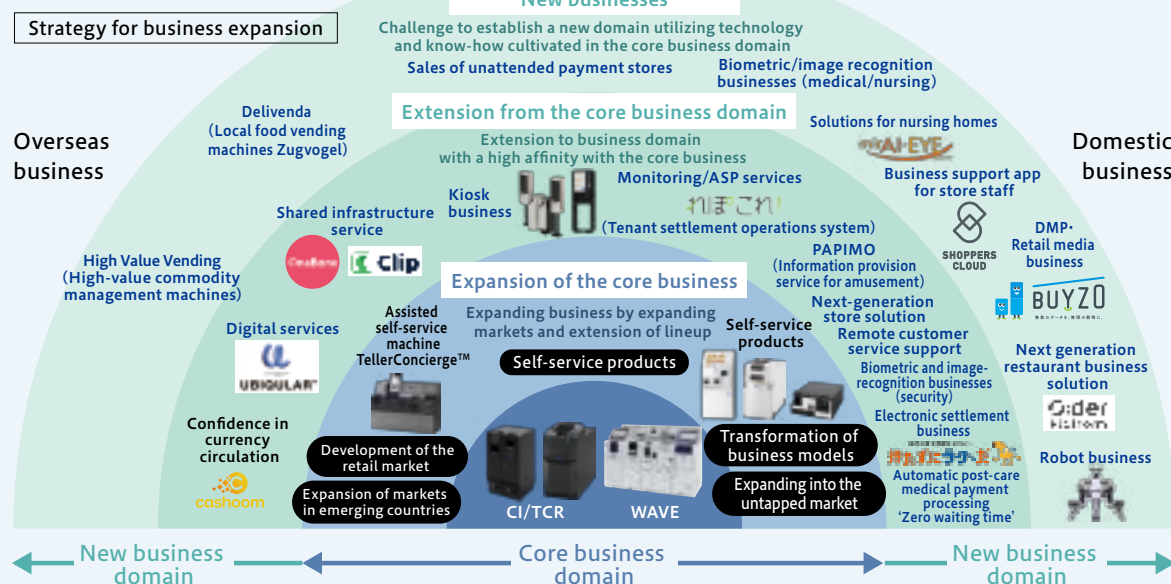 New businesses
Strategy for business expansion
Challenge to establish a new domain utilizing technology
and know-how cultivated in the core business domain
Sales of unattended payment stores
Biometric/image recognition
businesses (medical/nursing)
Overseas
business
Domestic
business
Delivenda
(Local food vending
machines Zugvogel)
Extension from the core business domain
Extension to business domain
with a high affinity with the core business
Solutions for nursing homes
AI-EYE
Kiosk
business
Monitoring/ASP services
れぽこれ!
(Tenant settlement operations system)
Business support app
for store staff
SHOPPERS
CLOUD
Shared infrastructure
service
OneBank
Clip
DMP·
Retail media
business
BUYZO
High Value Vending
(High-value commodity
management machines)
PAPIMO
(Information provision
service for amusement)
Expansion of the core business
Expanding business by expanding
markets and extension of lineup
Assisted
self-service
machine
TellerConcierge™
Self-service
products
Self-service products
Next-generation
store solution
Remote customer
service support
Digital services
UBIQULAR™
Biometric and image-
recognition businesses
(security)
Next generation
restaurant business
solution
Confidence in
currency
circulation
cashoom
Electronic settlement
business
Development of the
retail market
Expansion of markets
in emerging countries
Transformation of
business models
Expanding into the
untapped market
Automatic post-care
medical payment
processing
‘Zero waiting time’
Robot business
CI/TCR
WAVE
New business
domain
Core business
domain
New business
domain